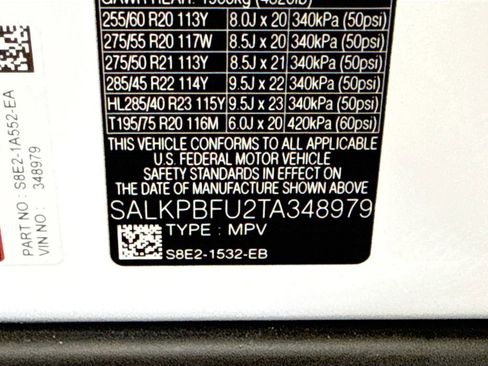 255/60 R20 113Y 8.0J x 20 340kPa (50psi)
275/55 R20 117W 8.5J x 20 340kPa (50psi)
275/50 R21 113Y 8.5J x 21 340kPa (50psi)
285/45 R22 114Y 9.5J x 22 340kPa (50psi)
HL285/40 R23 115Y 9.5J x 23 340kPa (50psi)
T195/75 R20 116M 6.0J x 20 420kPa (60psi)
THIS VEHICLE CONFORMS TO ALL APPLICABLE
U.S. FEDERAL MOTOR VEHICLE
SAFETY STANDARDS IN EFFECT ON THE
DATE OF MANUFACTURE SHOWN ABOVE
SALKPBFU2TA348979
TYPE : MPV
S8E2-1532-EB
PART NO : S8E2-1A552-EA
VIN NO : 348979